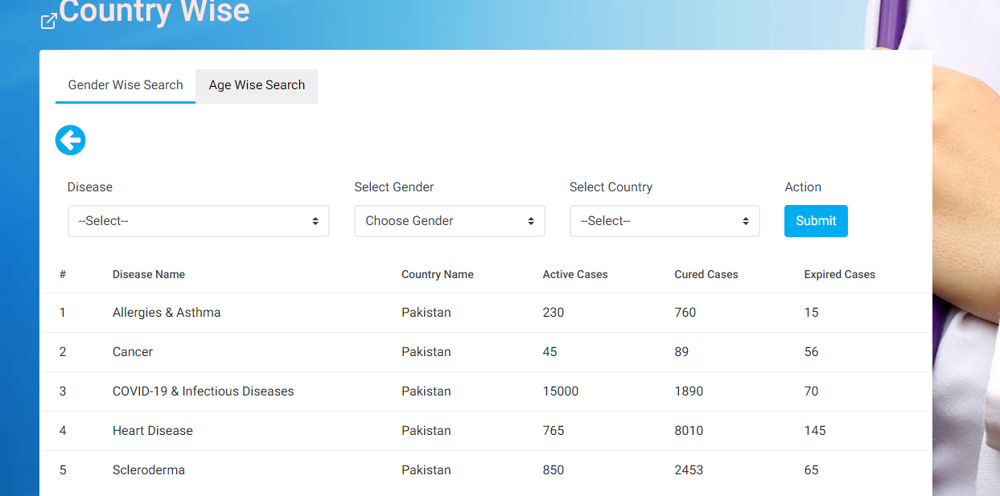 Country Wise
Gender Wise Search Age Wise Search
Disease Select Gender Select Country Action
--Select-- Choose Gender --Select-- Submit
# Disease Name Country Name Active Cases Cured Cases Expired Cases
1 Allergies & Asthma Pakistan 230 760 15
2 Cancer Pakistan 45 89 56
3 COVID-19 & Infectious Diseases Pakistan 15000 1890 70
4 Heart Disease Pakistan 765 8010 145
5 Scleroderma Pakistan 850 2453 65